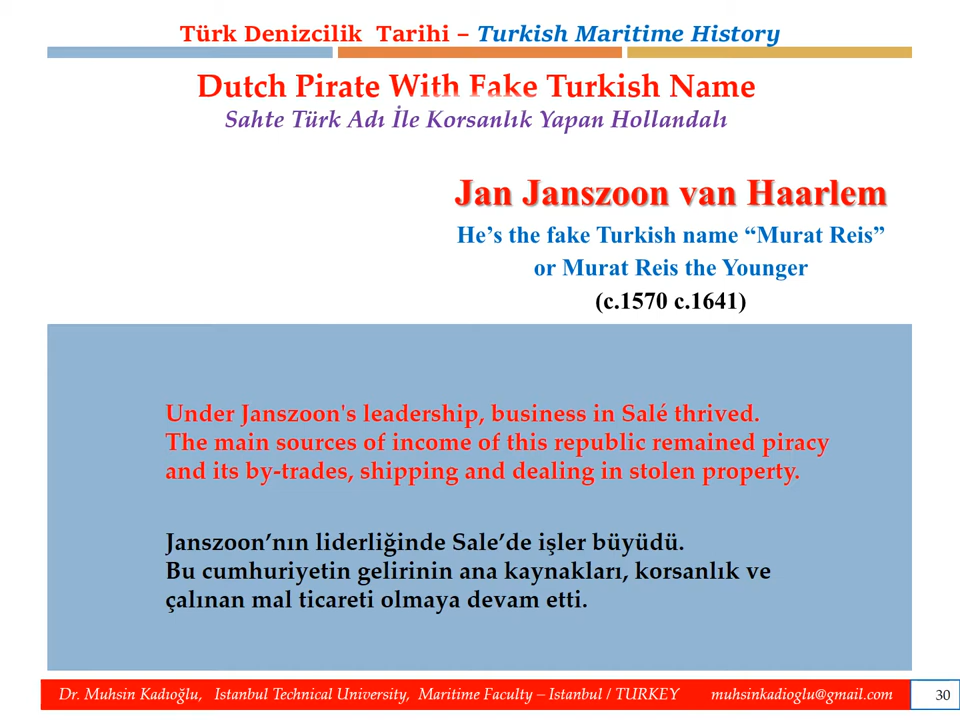 Türk Denizcilik Tarihi – Turkish Maritime History
Dutch Pirate With Fake Turkish Name
Sahte Türk Adı İle Korsanlık Yapan Hollandalı
Jan Janszoon van Haarlem
He’s the fake Turkish name “Murat Reis”
or Murat Reis the Younger
(c.1570 c.1641)
Under Janszoon's leadership, business in Salé thrived.
The main sources of income of this republic remained piracy
and its by-trades, shipping and dealing in stolen property.
Janszoon’nın liderliğinde Sale’de işler büyüdü.
Bu cumhuriyetin gelirinin ana kaynakları, korsanlık ve
çalınan mal ticareti olmaya devam etti.
Dr. Muhsin Kadıoğlu, Istanbul Technical University, Maritime Faculty – Istanbul / TURKEY muhsinkadioglu@gmail.com 30